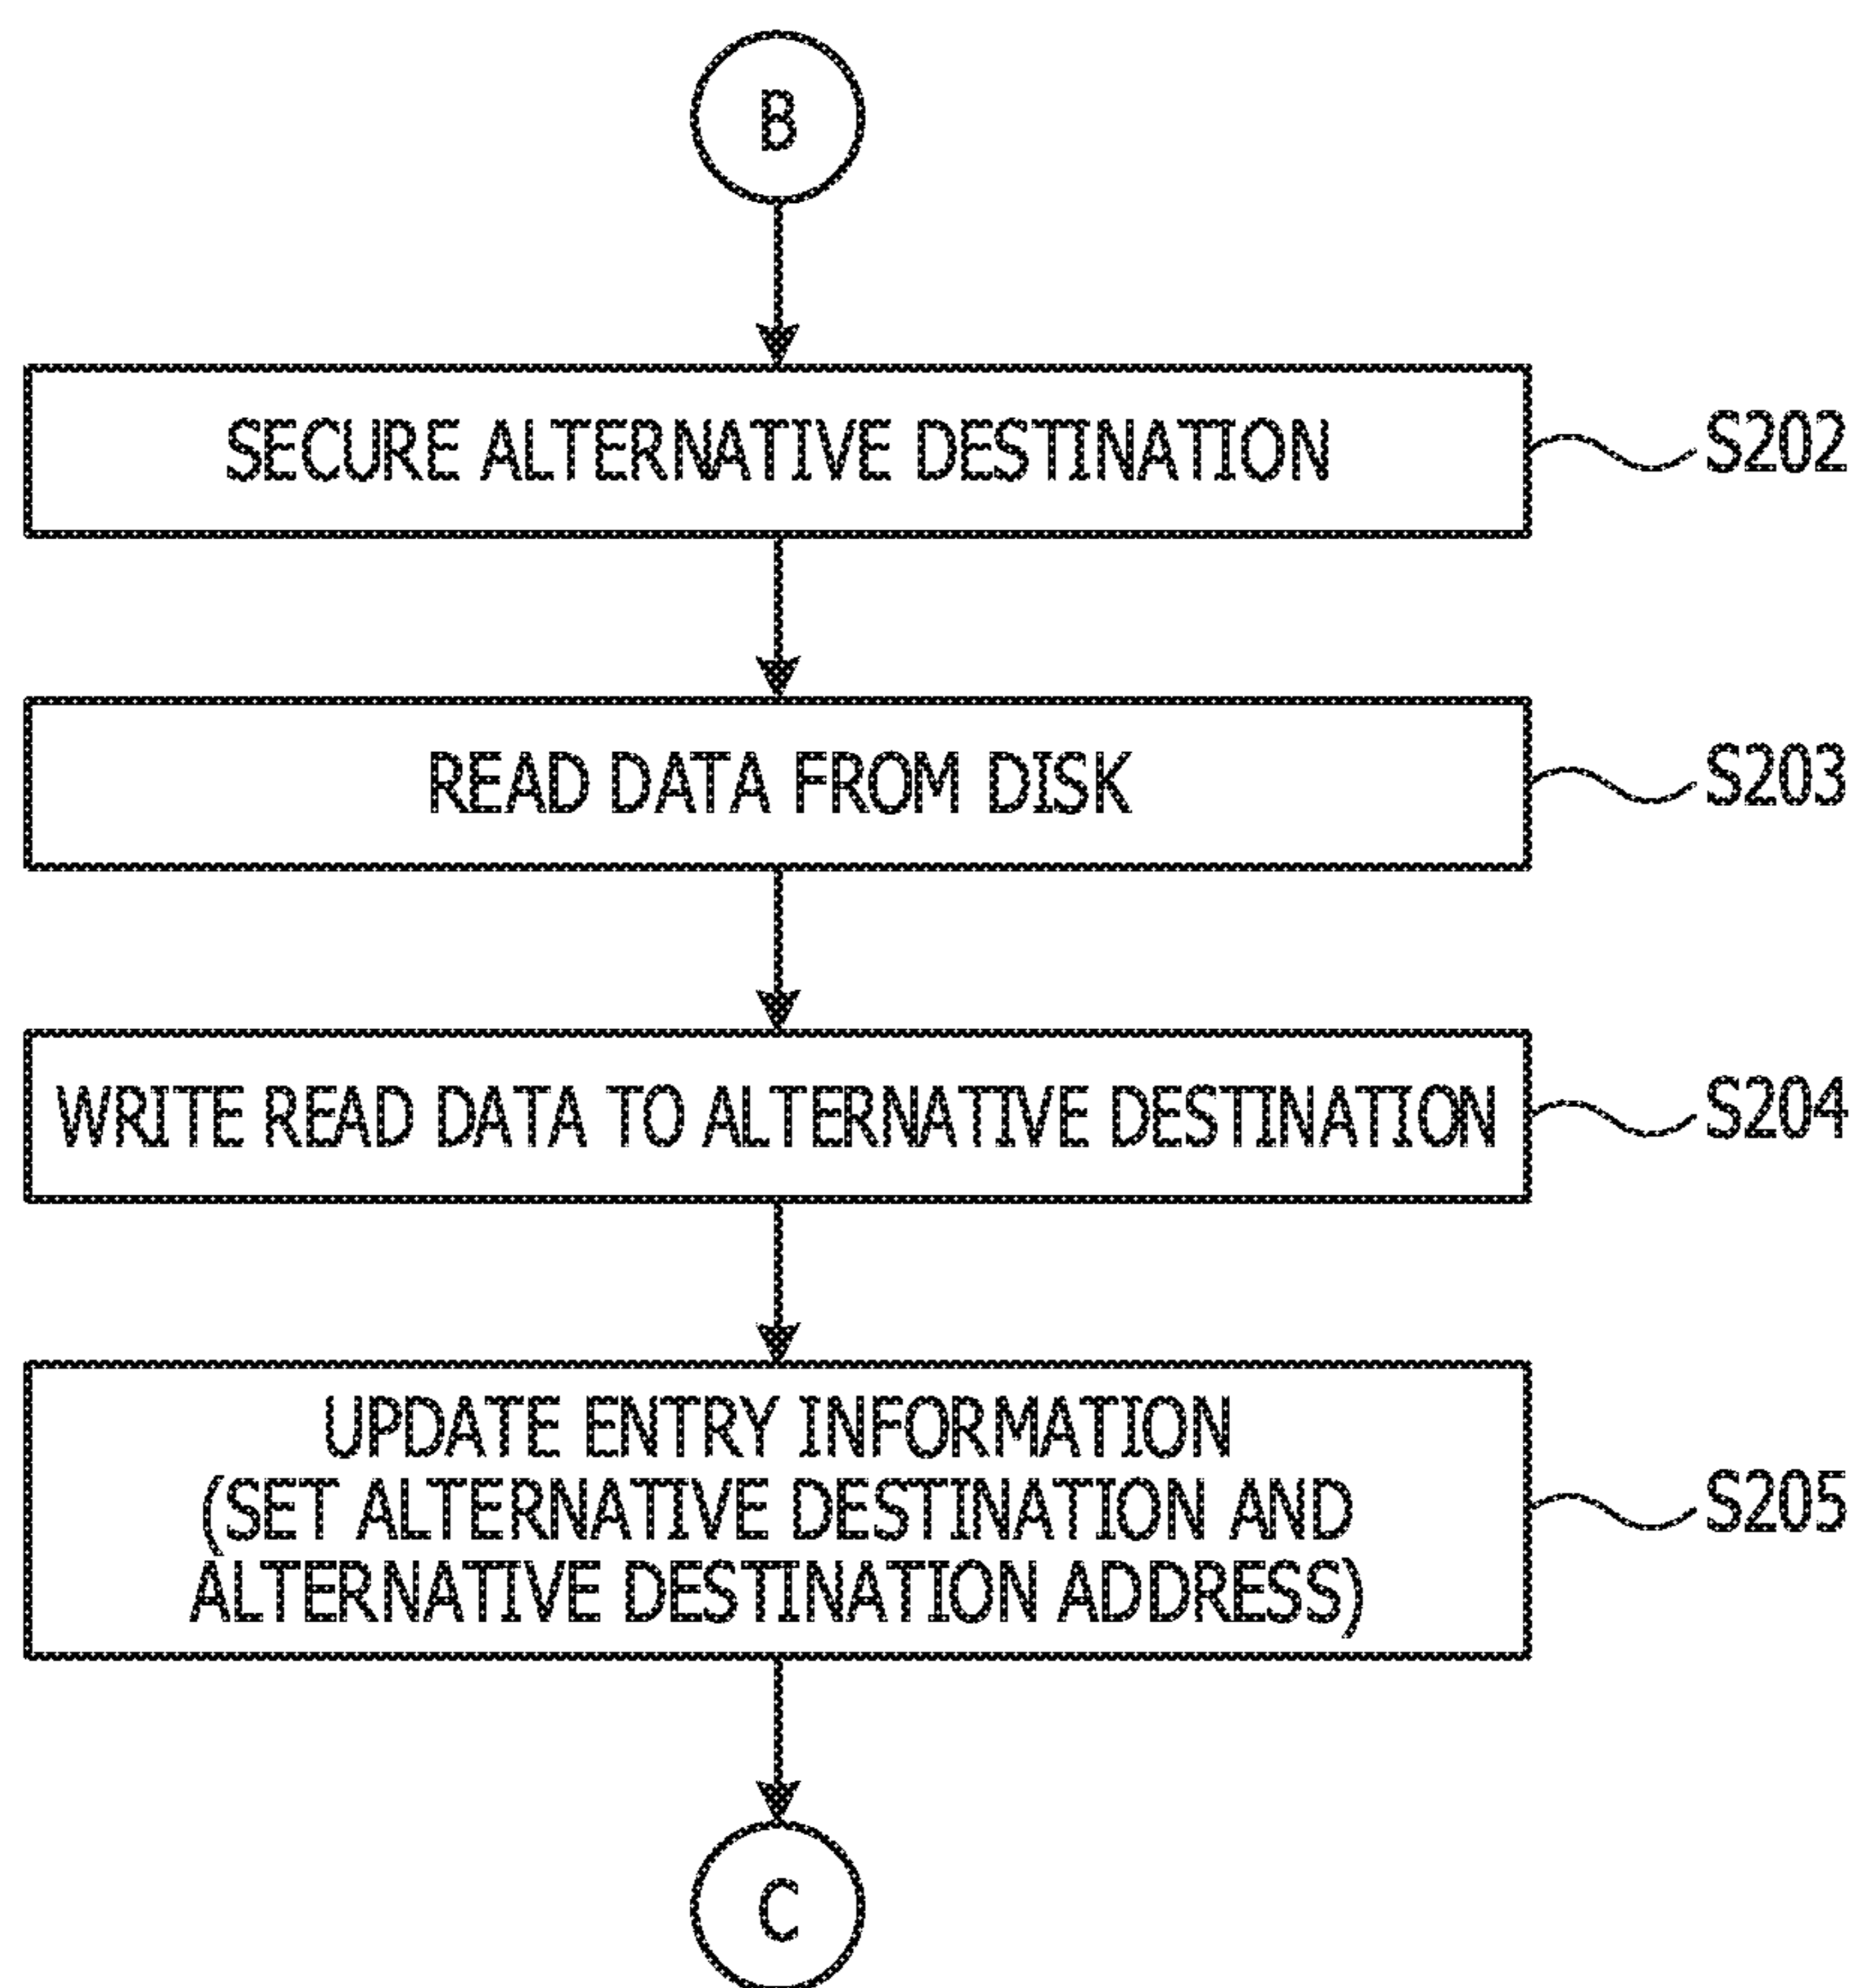 B
SECURE ALTERNATIVE DESTINATION
S202
READ DATA FROM DISK
S203
WRITE READ DATA TO ALTERNATIVE DESTINATION
S204
UPDATE ENTRY INFORMATION
(SET ALTERNATIVE DESTINATION AND
ALTERNATIVE DESTINATION ADDRESS)
S205
C